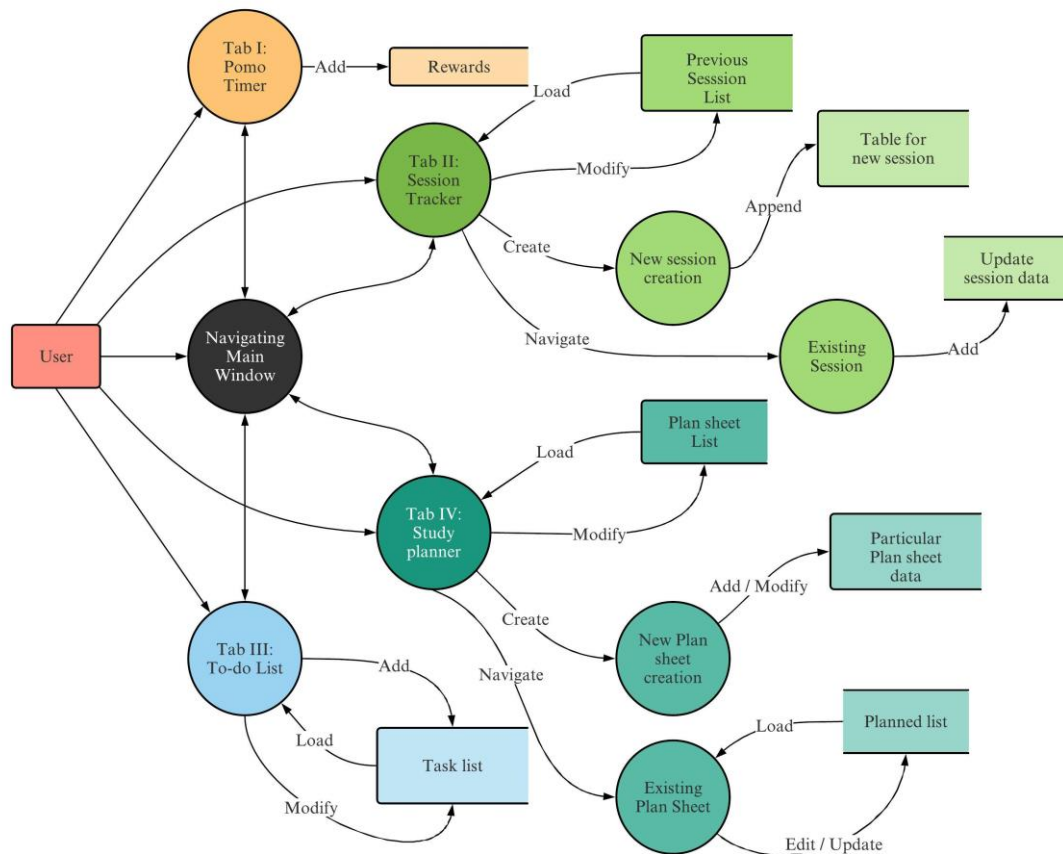 Tab I:
Pomo
Timer
Add
Rewards
Previous
Sesssion
List
Load
Tab II:
Session
Tracker
Modify
Table for
new session
Append
Create
New session
creation
Update
session data
Navigate
Existing
Session
Add
User
Navigating
Main
Window
Plan sheet
List
Load
Tab IV:
Study
planner
Modify
Particular
Plan sheet
data
Add / Modify
Create
New Plan
sheet
creation
Navigate
Tab III:
To-do List
Add
Load
Task list
Modify
Planned list
Load
Existing
Plan Sheet
Edit / Update